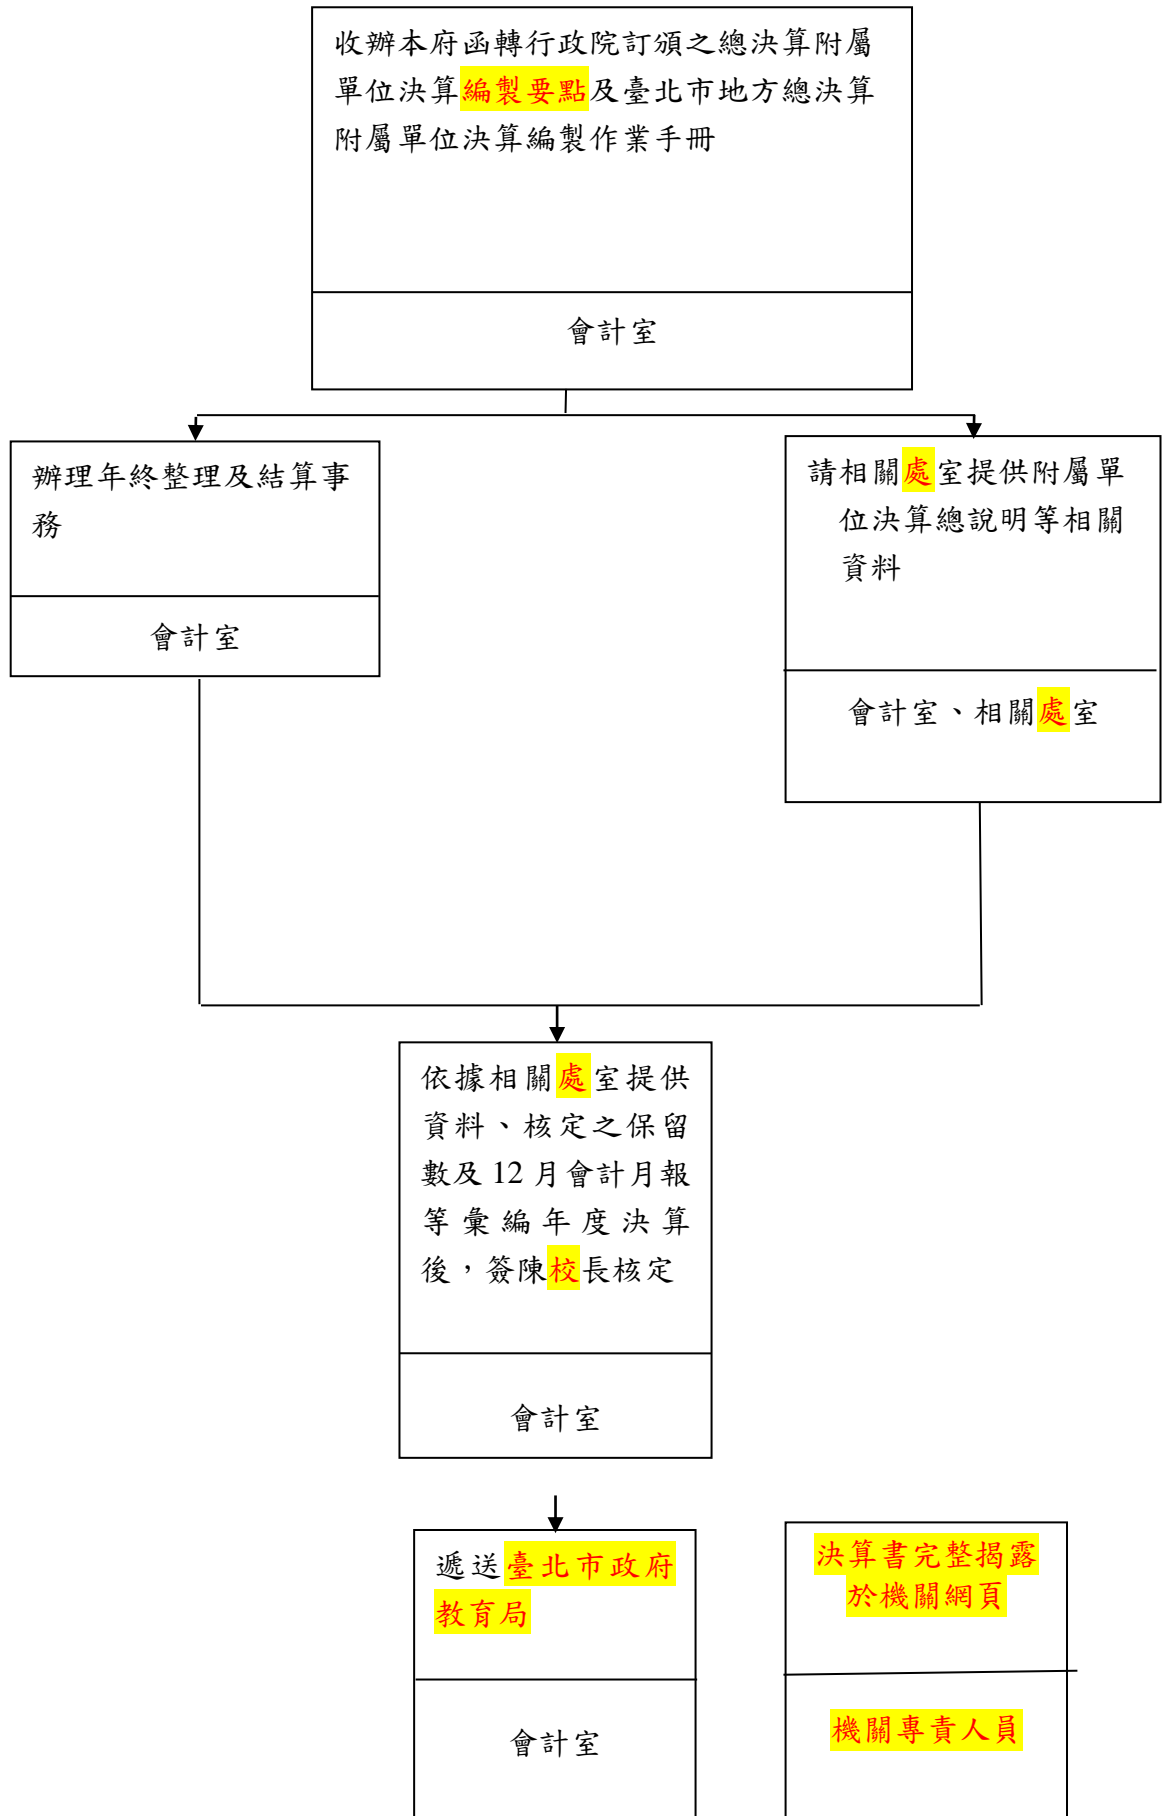 收辦本府函轉行政院訂頒之總決算附屬
單位決算編製要點及臺北市地方總決算
附屬單位決算編製作業手冊
會計室
辦理年終整理及結算事
務
會計室
請相關處室提供附屬單
位決算總說明等相關
資料
會計室、相關處室
依據相關處室提供
資料、核定之保留
數及 12 月會計月報
等彙編年度決算
後，簽陳校長核定
會計室
遞送臺北市政府
教育局
會計室
決算書完整揭露
於機關網頁
機關專責人員